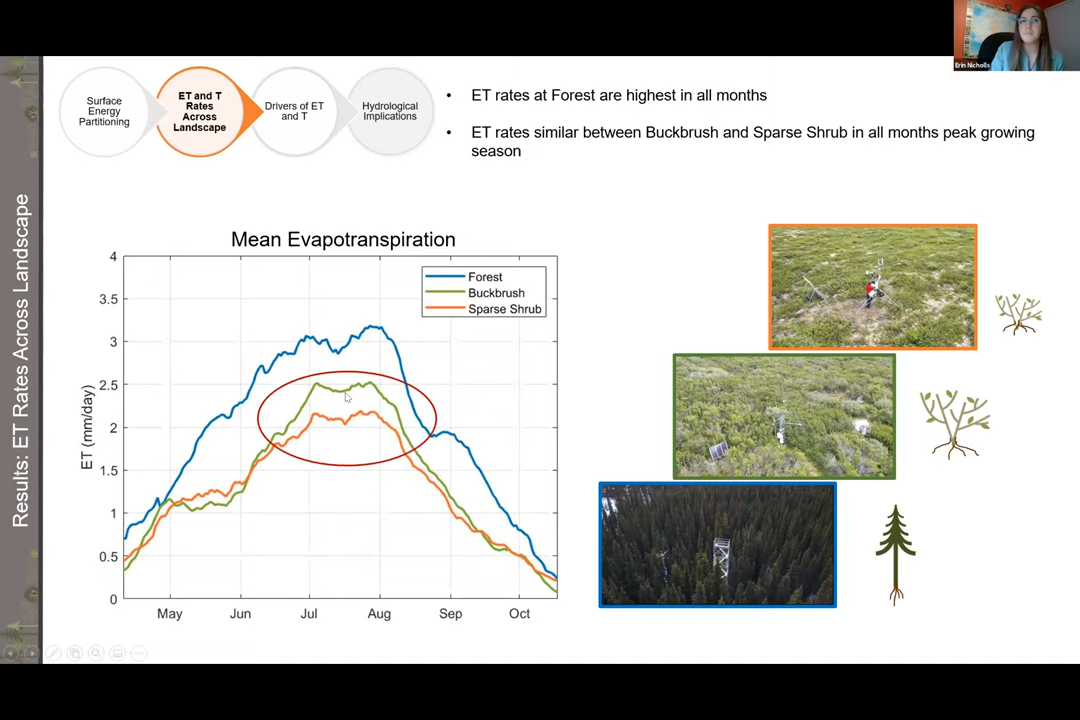 Erin Nicholls
Surface
Energy
Partitioning
ET and T
Rates
Across
Landscape
Drivers of ET
and T
Hydrological
Implications
• ET rates at Forest are highest in all months
• ET rates similar between Buckbrush and Sparse Shrub in all months peak growing
season
Results: ET Rates Across Landscape
Mean Evapotranspiration
Forest
Buckbrush
Sparse Shrub
ET (mm/day)
4
3.5
3
2.5
2
1.5
1
0.5
0
May Jun Jul Aug Sep Oct